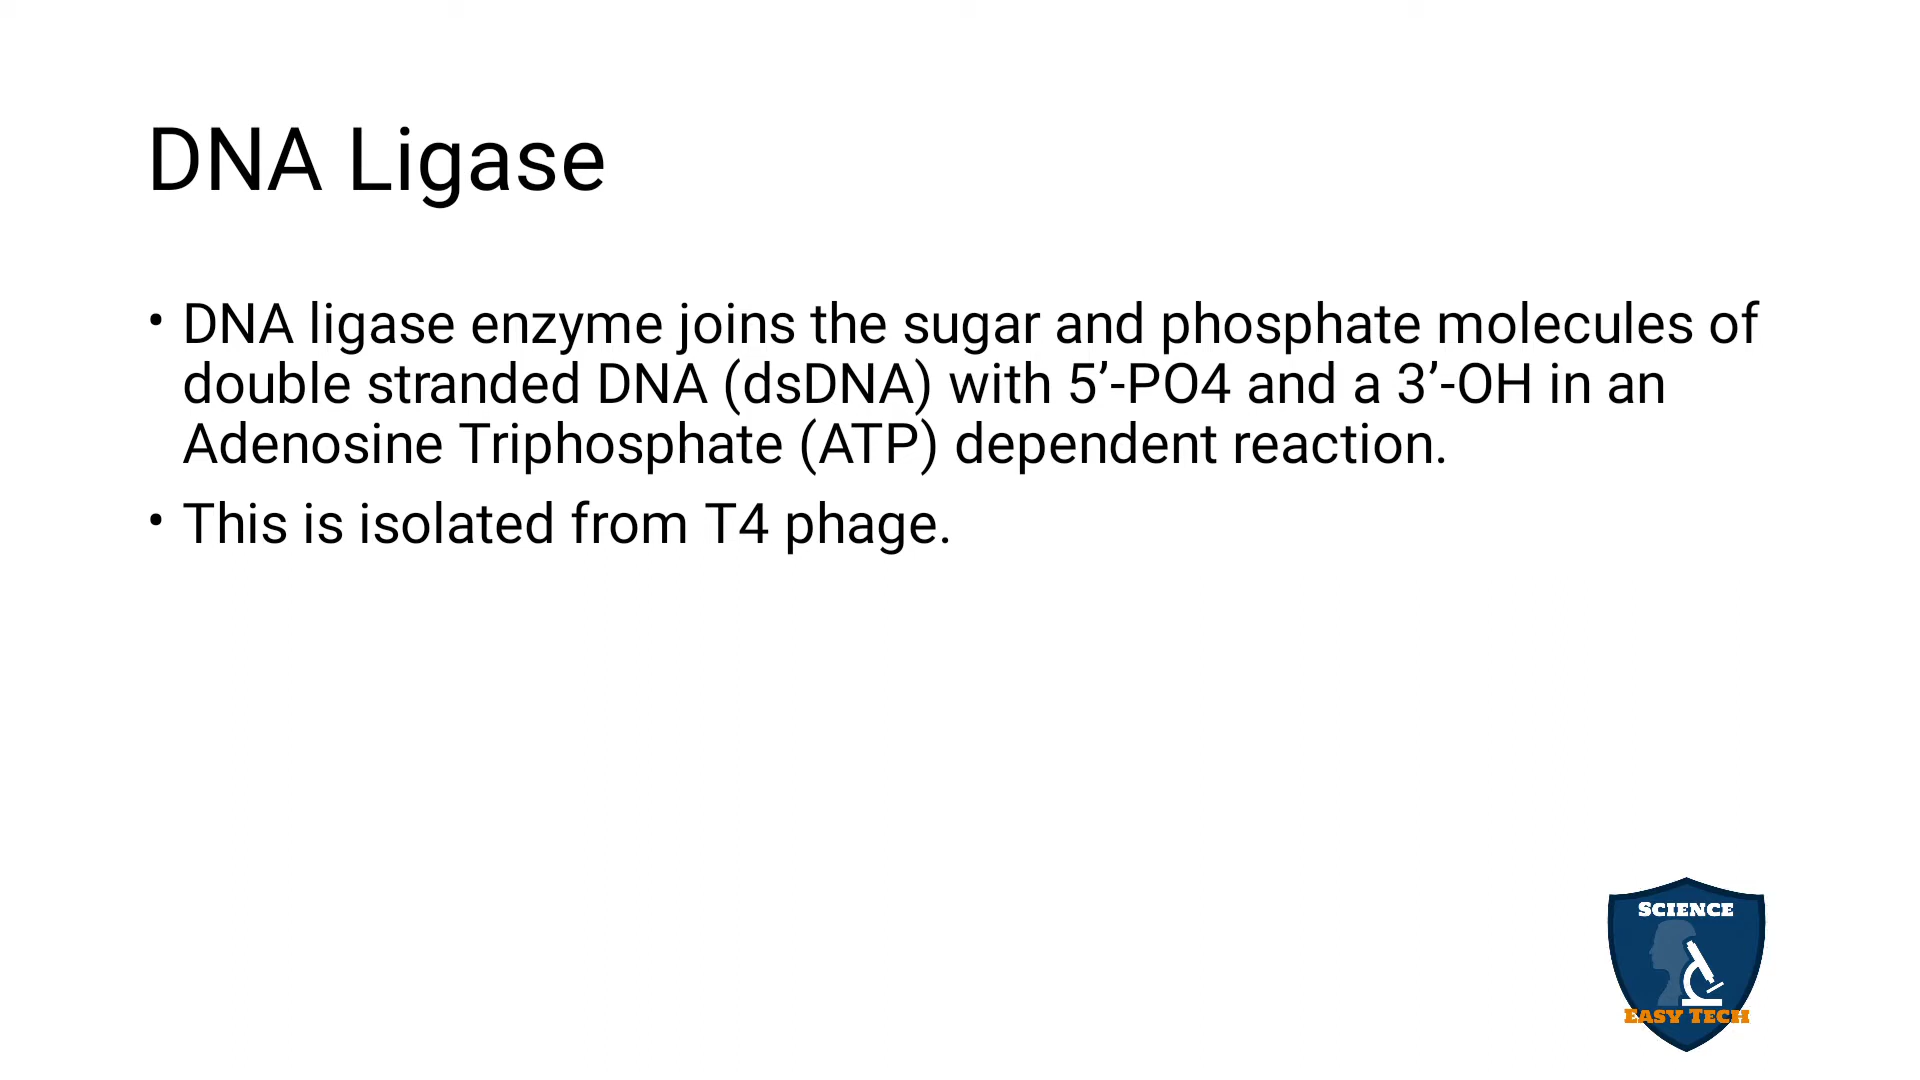 DNA Ligase
• DNA ligase enzyme joins the sugar and phosphate molecules of
double stranded DNA (dsDNA) with 5’-PO4 and a 3’-OH in an
Adenosine Triphosphate (ATP) dependent reaction.
• This is isolated from T4 phage.
SCIENCE
EASY TECH